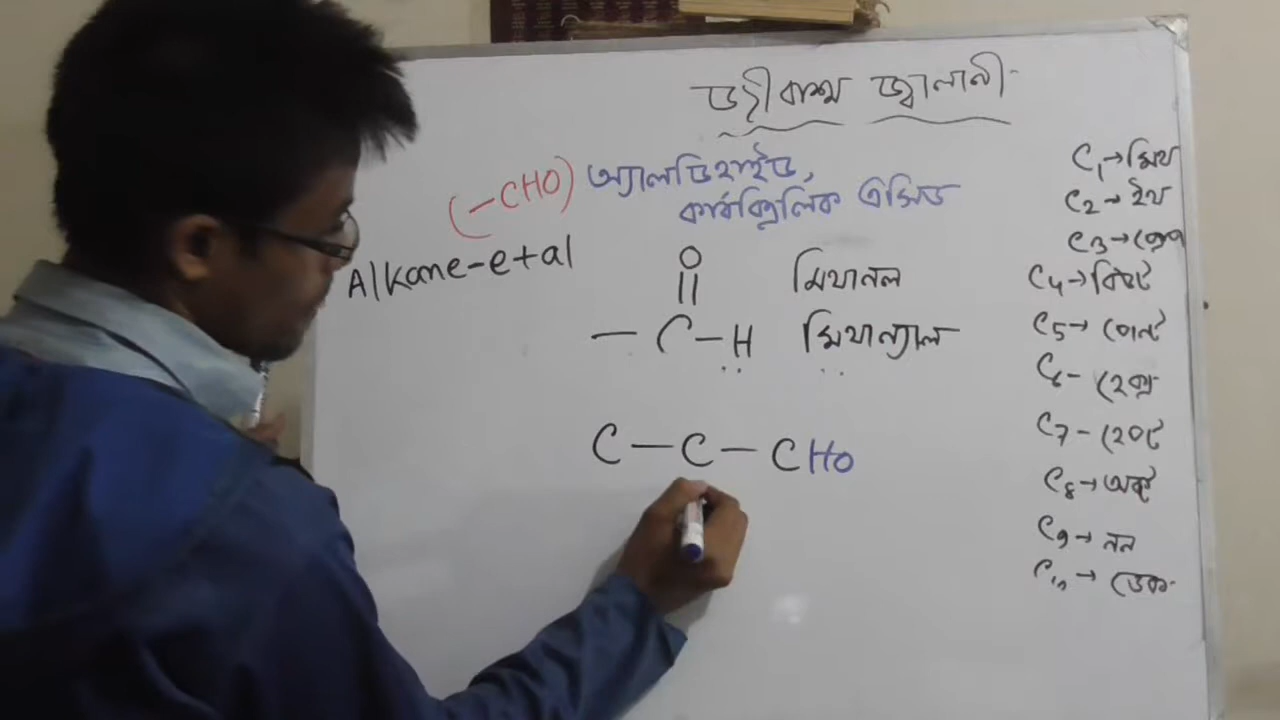 জীবাশ্ম জ্বালানী
(–CHO) অ্যালডিহাইড,
কার্বক্সিলিক এসিড
Alkane-e+al
O
||
– C – H
মিথানল
মিথান্যাল
C – C – CHO
C1→মিথ
C2→ইথ
C3→প্রোপ
C4→বিউট
C5→পেন্ট
C6–হেক্স
C7–হেপ্ট
C8→অক্ট
C9→নন
C10→ডেক